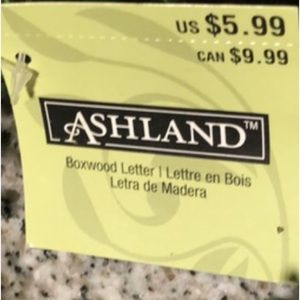 US $5.99
CAN $9.99
ASHLAND™
Boxwood Letter | Lettre en Bois
Letra de Madera